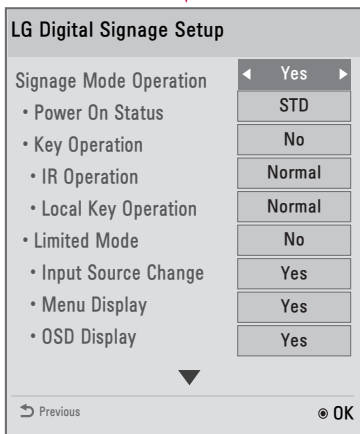 LG Digital Signage Setup
Signage Mode Operation ◀ Yes ▶
• Power On Status STD
• Key Operation No
• IR Operation Normal
• Local Key Operation Normal
• Limited Mode No
• Input Source Change Yes
• Menu Display Yes
• OSD Display Yes
Previous OK